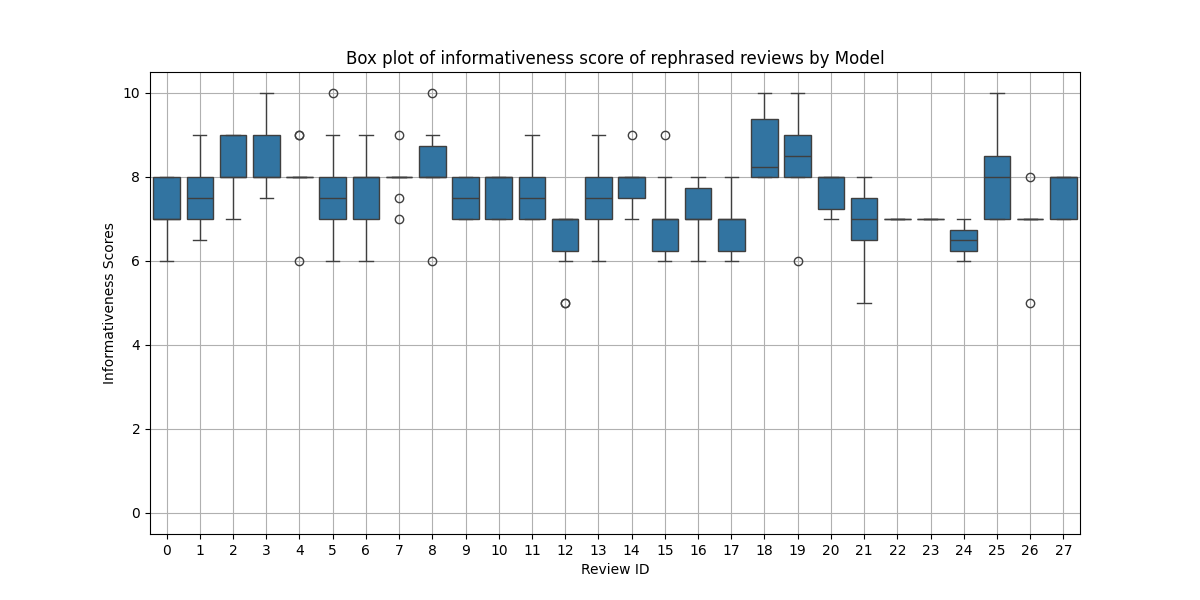 Box plot of informativeness score of rephrased reviews by Model
Informativeness Scores
10
8
6
4
2
0
0 1 2 3 4 5 6 7 8 9 10 11 12 13 14 15 16 17 18 19 20 21 22 23 24 25 26 27
Review ID